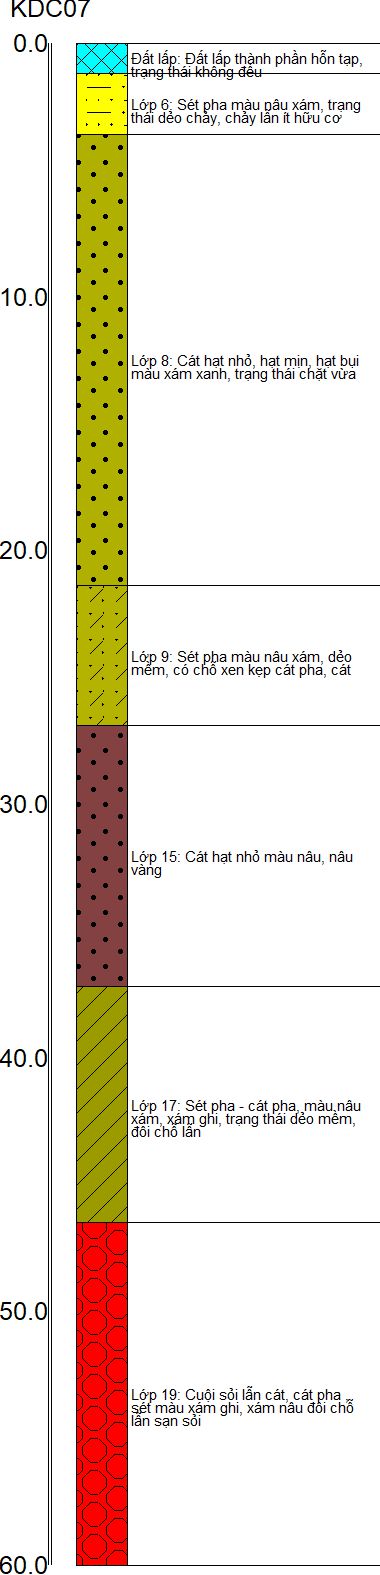 KDC07
0.0
Đất lấp: Đất lấp thành phần hỗn tạp,
trạng thái không đều
Lớp 6: Sét pha màu nâu xám, trạng
thái dẻo chảy, chảy lẫn ít hữu cơ
10.0
Lớp 8: Cát hạt nhỏ, hạt mịn, hạt bụi
màu xám xanh, trạng thái chặt vừa
20.0
Lớp 9: Sét pha màu nâu xám, dẻo
mềm, có chỗ xen kẹp cát pha, cát
30.0
Lớp 15: Cát hạt nhỏ màu nâu, nâu
vàng
40.0
Lớp 17: Sét pha - cát pha, màu nâu
xám, xám ghi, trạng thái dẻo mềm,
đôi chỗ lẫn
50.0
Lớp 19: Cuội sỏi lẫn cát, cát pha
sét màu xám ghi, xám nâu đôi chỗ
lẫn sạn sỏi
60.0